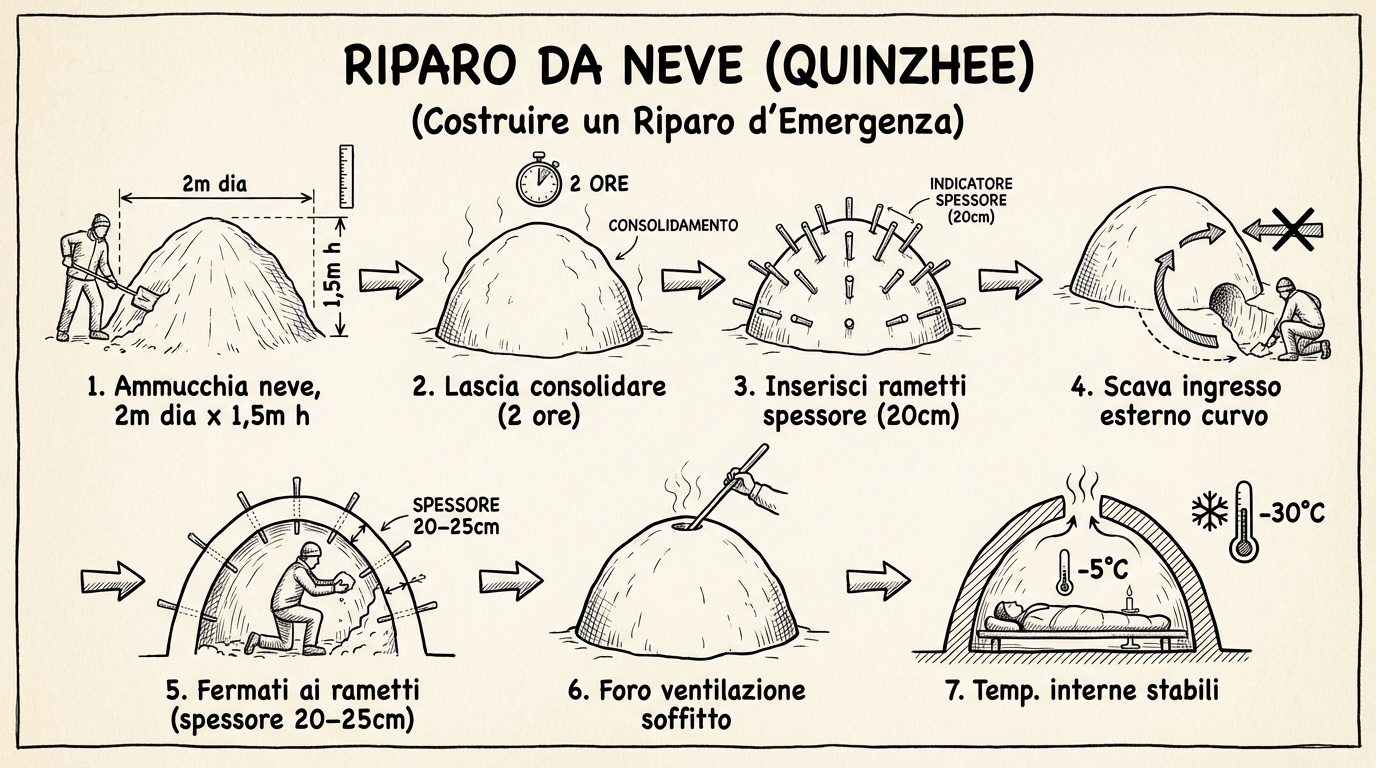 RIPARO DA NEVE (QUINZHEE)
(Costruire un Riparo d'Emergenza)
2m dia
1,5m h
2 ORE
CONSOLIDAMENTO
INDICATORE
SPESSORE
(20cm)
1. Ammucchia neve,
2m dia x 1,5m h
2. Lascia consolidare
(2 ore)
3. Inserisci rametti
spessore (20cm)
4. Scava ingresso
esterno curvo
SPESSORE
20–25cm
-5°C
-30°C
5. Fermati ai rametti
(spessore 20–25cm)
6. Foro ventilazione
soffitto
7. Temp. interne stabili